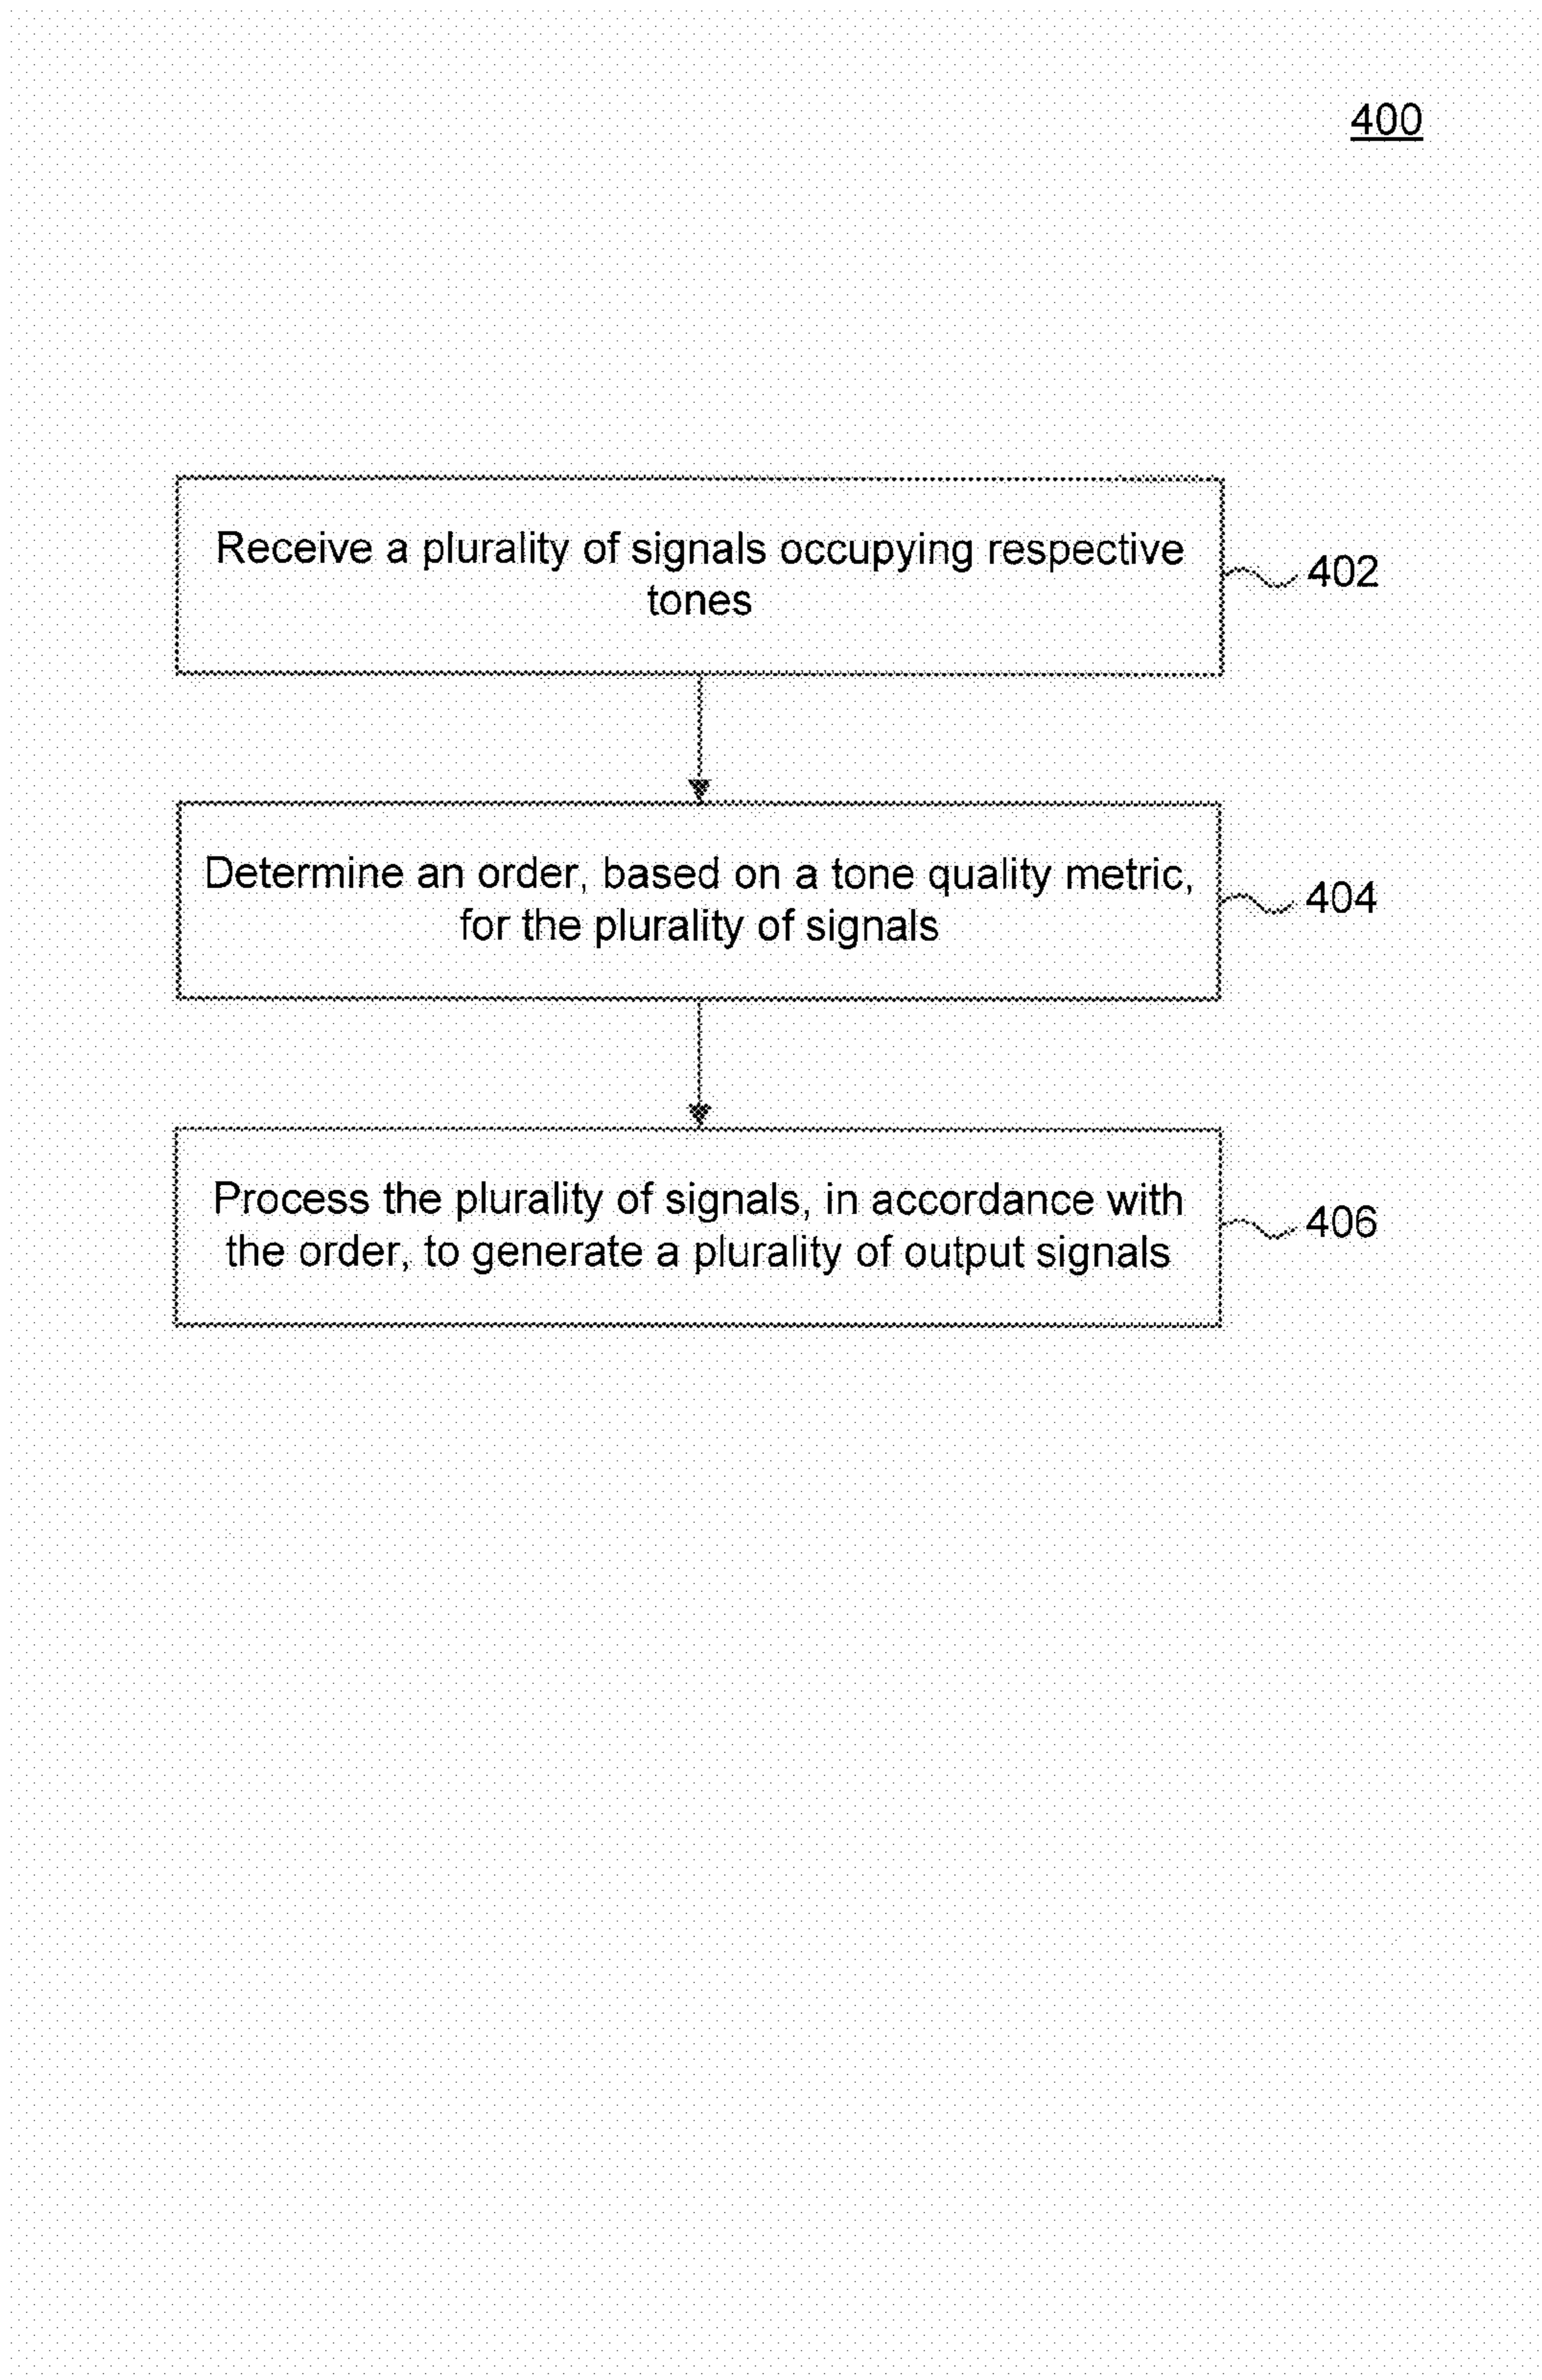 400
Receive a plurality of signals occupying respective
tones
402
Determine an order, based on a tone quality metric,
for the plurality of signals
404
Process the plurality of signals, in accordance with
the order, to generate a plurality of output signals
406